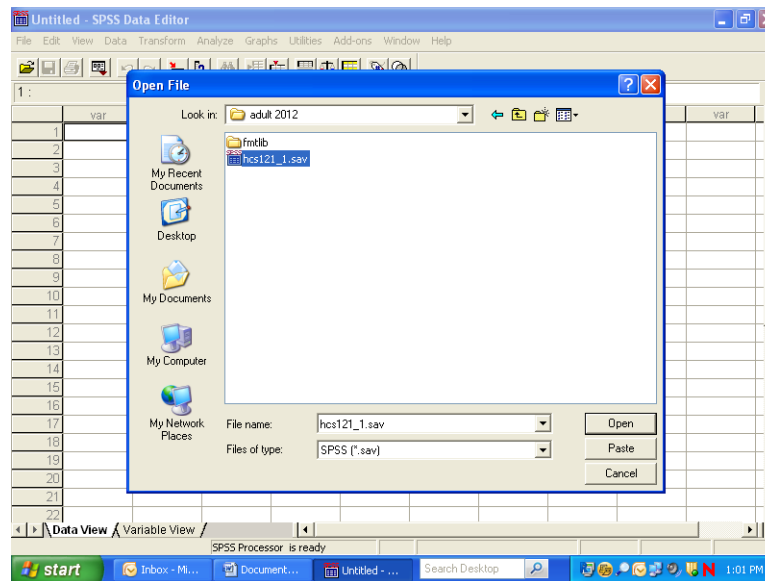 Untitled - SPSS Data Editor
File Edit View Data Transform Analyze Graphs Utilities Add-ons Window Help
1 :
Open File
Look in: adult 2012
var
var
fmtlib
hcs121_1.sav
My Recent Documents
Desktop
My Documents
My Computer
My Network Places
1
2
3
4
5
6
7
8
9
10
11
12
13
14
15
16
17
18
19
20
21
22
File name: hcs121_1.sav Open
Files of type: SPSS (*.sav) Paste
Cancel
Data View Variable View
SPSS Processor is ready
start Inbox - Mi... Document... Untitled - ... Search Desktop N 1:01 PM